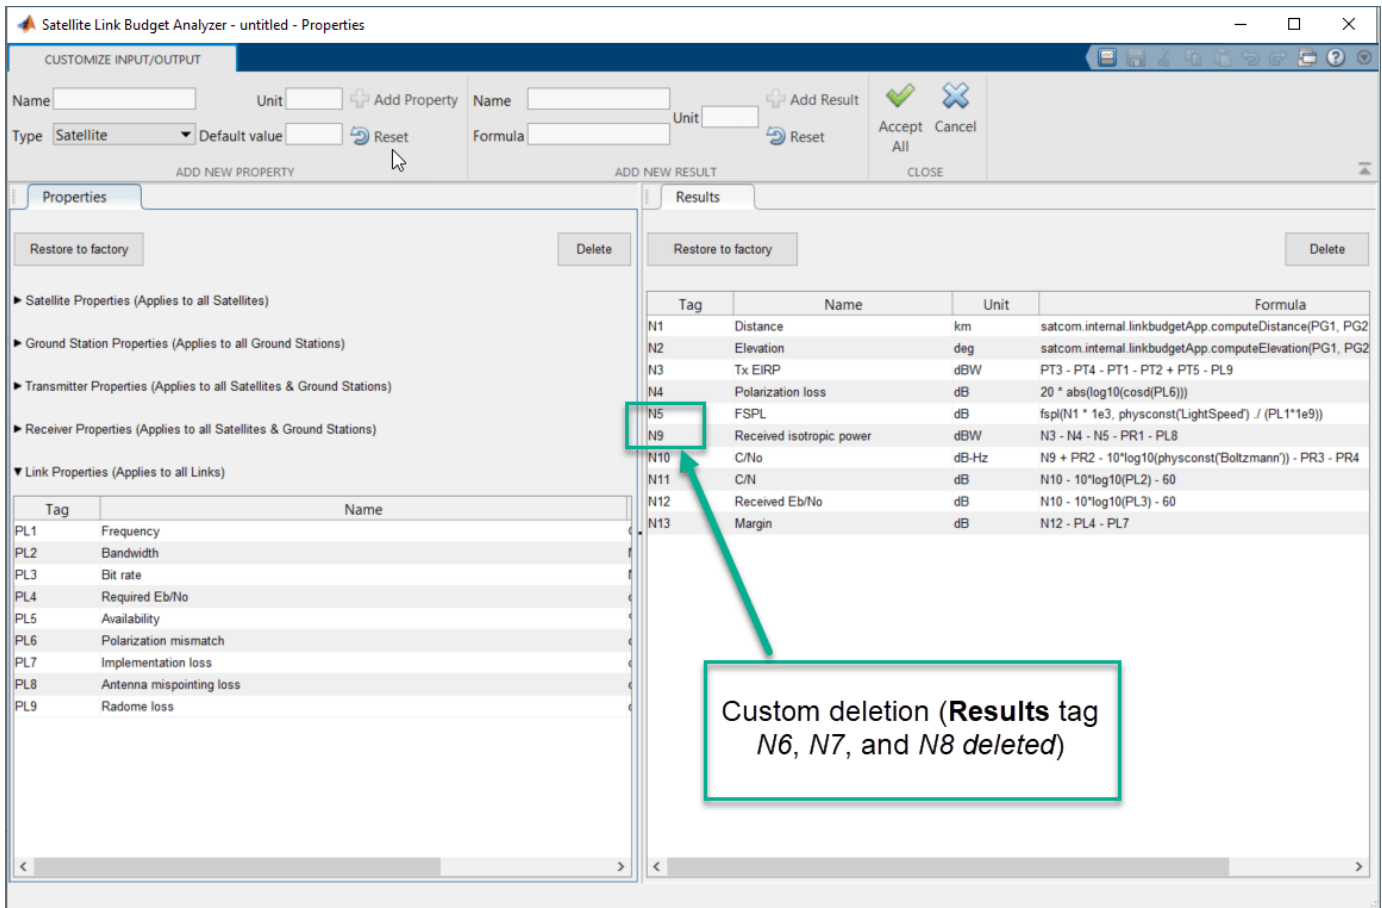 Satellite Link Budget Analyzer - untitled - Properties
CUSTOMIZE INPUT/OUTPUT
Name Unit Add Property Name Add Result
Unit
Type Satellite Default value Reset Formula Reset
Accept All Cancel
ADD NEW PROPERTY ADD NEW RESULT CLOSE
Properties
Restore to factory Delete
Satellite Properties (Applies to all Satellites)
Ground Station Properties (Applies to all Ground Stations)
Transmitter Properties (Applies to all Satellites & Ground Stations)
Receiver Properties (Applies to all Satellites & Ground Stations)
Link Properties (Applies to all Links)
Tag Name
PL1 Frequency
PL2 Bandwidth
PL3 Bit rate
PL4 Required Eb/No
PL5 Availability
PL6 Polarization mismatch
PL7 Implementation loss
PL8 Antenna mispointing loss
PL9 Radome loss
Results
Restore to factory Delete
Tag Name Unit Formula
N1 Distance km satcom.internal.linkbudgetApp.computeDistance(PG1, PG2
N2 Elevation deg satcom.internal.linkbudgetApp.computeElevation(PG1, PG2
N3 Tx EIRP dBW PT3 - PT4 - PT1 - PT2 + PT5 - PL9
N4 Polarization loss dB 20 * abs(log10(cosd(PL6)))
N5 FSPL dB fspl(N1 * 1e3, physconst('LightSpeed') ./ (PL1*1e9))
N9 Received isotropic power dBW N3 - N4 - N5 - PR1 - PL8
N10 C/No dB-Hz N9 + PR2 - 10*log10(physconst('Boltzmann')) - PR3 - PR4
N11 C/N dB N10 - 10*log10(PL2) - 60
N12 Received Eb/No dB N10 - 10*log10(PL3) - 60
N13 Margin dB N12 - PL4 - PL7
Custom deletion (Results tag
N6, N7, and N8 deleted)